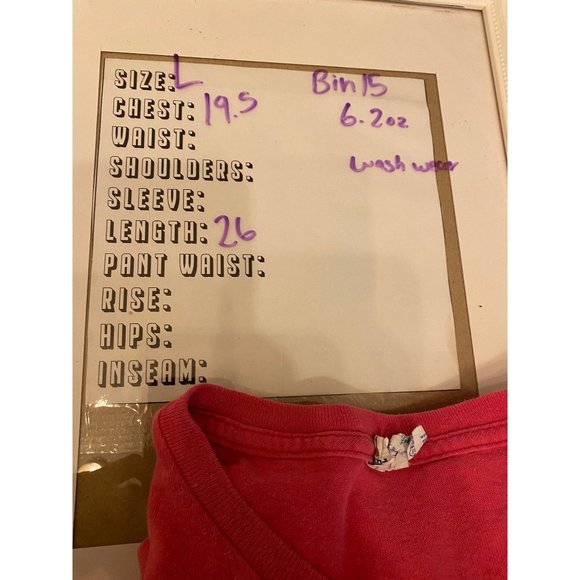 SIZE: L
Bin 15
CHEST: 19.5
6.2oz
WAIST:
SHOULDERS:
wash wear
SLEEVE:
LENGTH: 26
PANT WAIST:
RISE:
HIPS:
INSEAM: